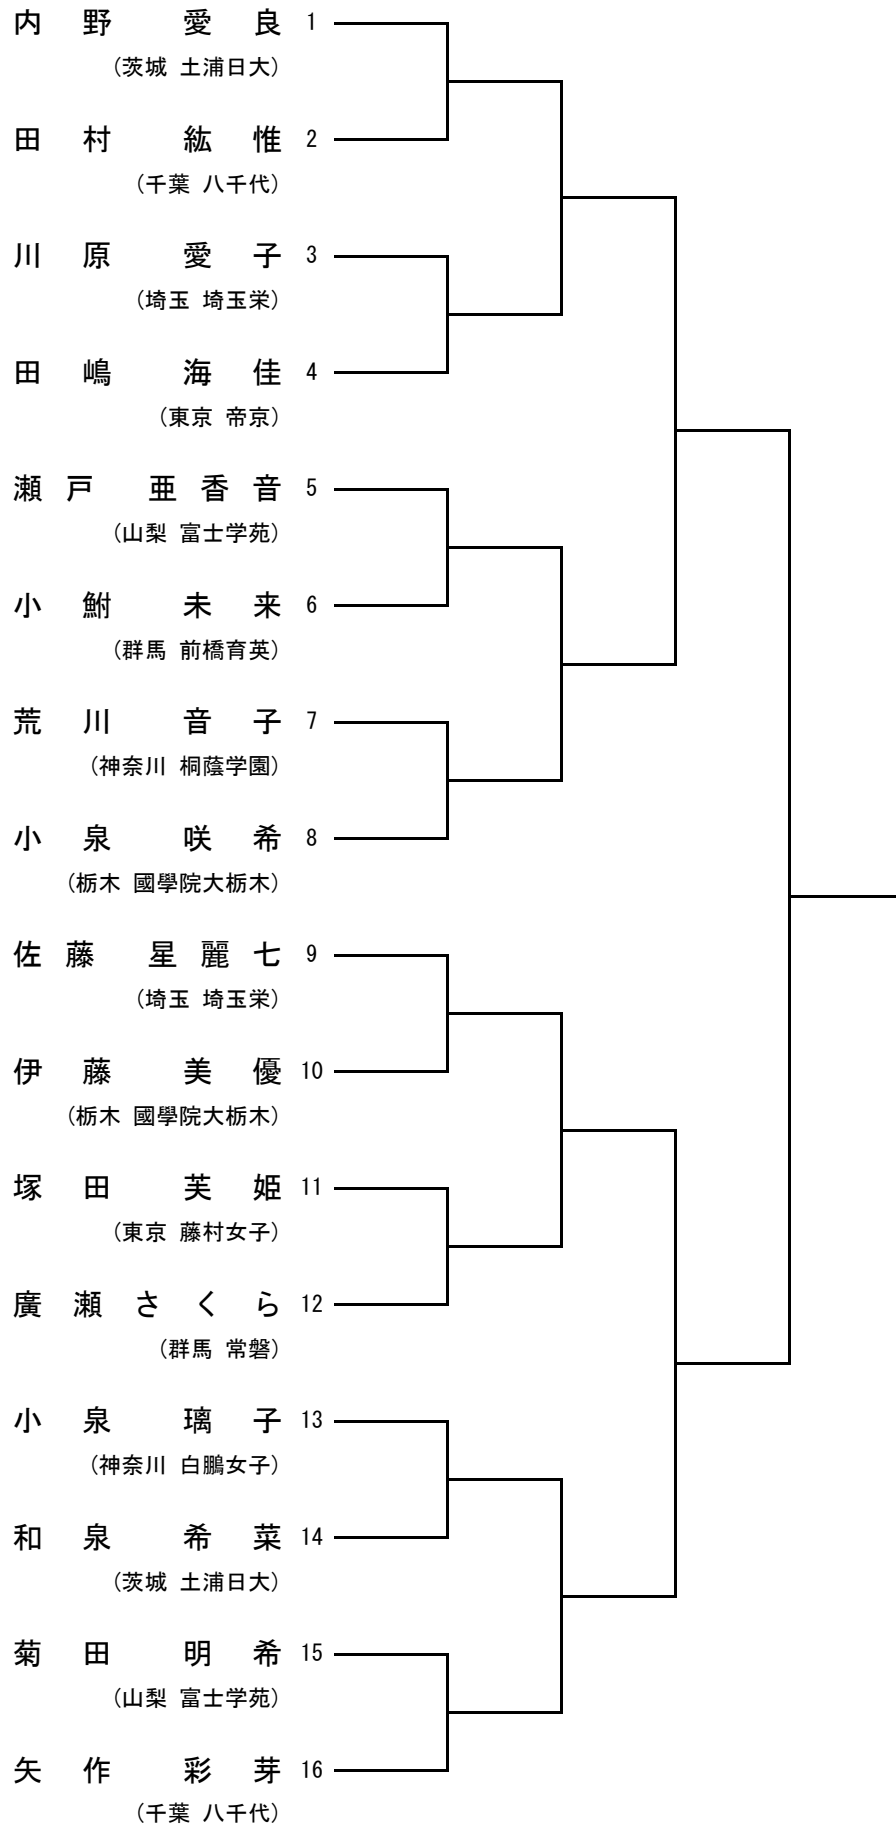 内野 愛良 1
(茨城 土浦日大)
田村 紘惟 2
(千葉 八千代)
川原 愛子 3
(埼玉 埼玉栄)
田嶋 海佳 4
(東京 帝京)
瀬戸 亜香音 5
(山梨 富士学苑)
小鮒 未来 6
(群馬 前橋育英)
荒川 音子 7
(神奈川 桐蔭学園)
小泉 咲希 8
(栃木 國學院大栃木)
佐藤 星麗七 9
(埼玉 埼玉栄)
伊藤 美優 10
(栃木 國學院大栃木)
塚田 芙姫 11
(東京 藤村女子)
廣瀬さくら 12
(群馬 常磐)
小泉 璃子 13
(神奈川 白鵬女子)
和泉 希菜 14
(茨城 土浦日大)
菊田 明希 15
(山梨 富士学苑)
矢作 彩芽 16
(千葉 八千代)